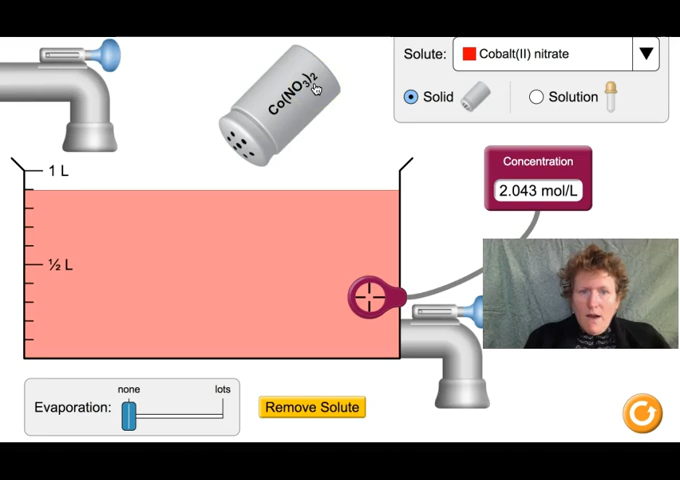 Solute: Cobalt(II) nitrate
Solid Solution
Co(NO3)2
1 L
½ L
Concentration
2.043 mol/L
none lots
Evaporation:
Remove Solute